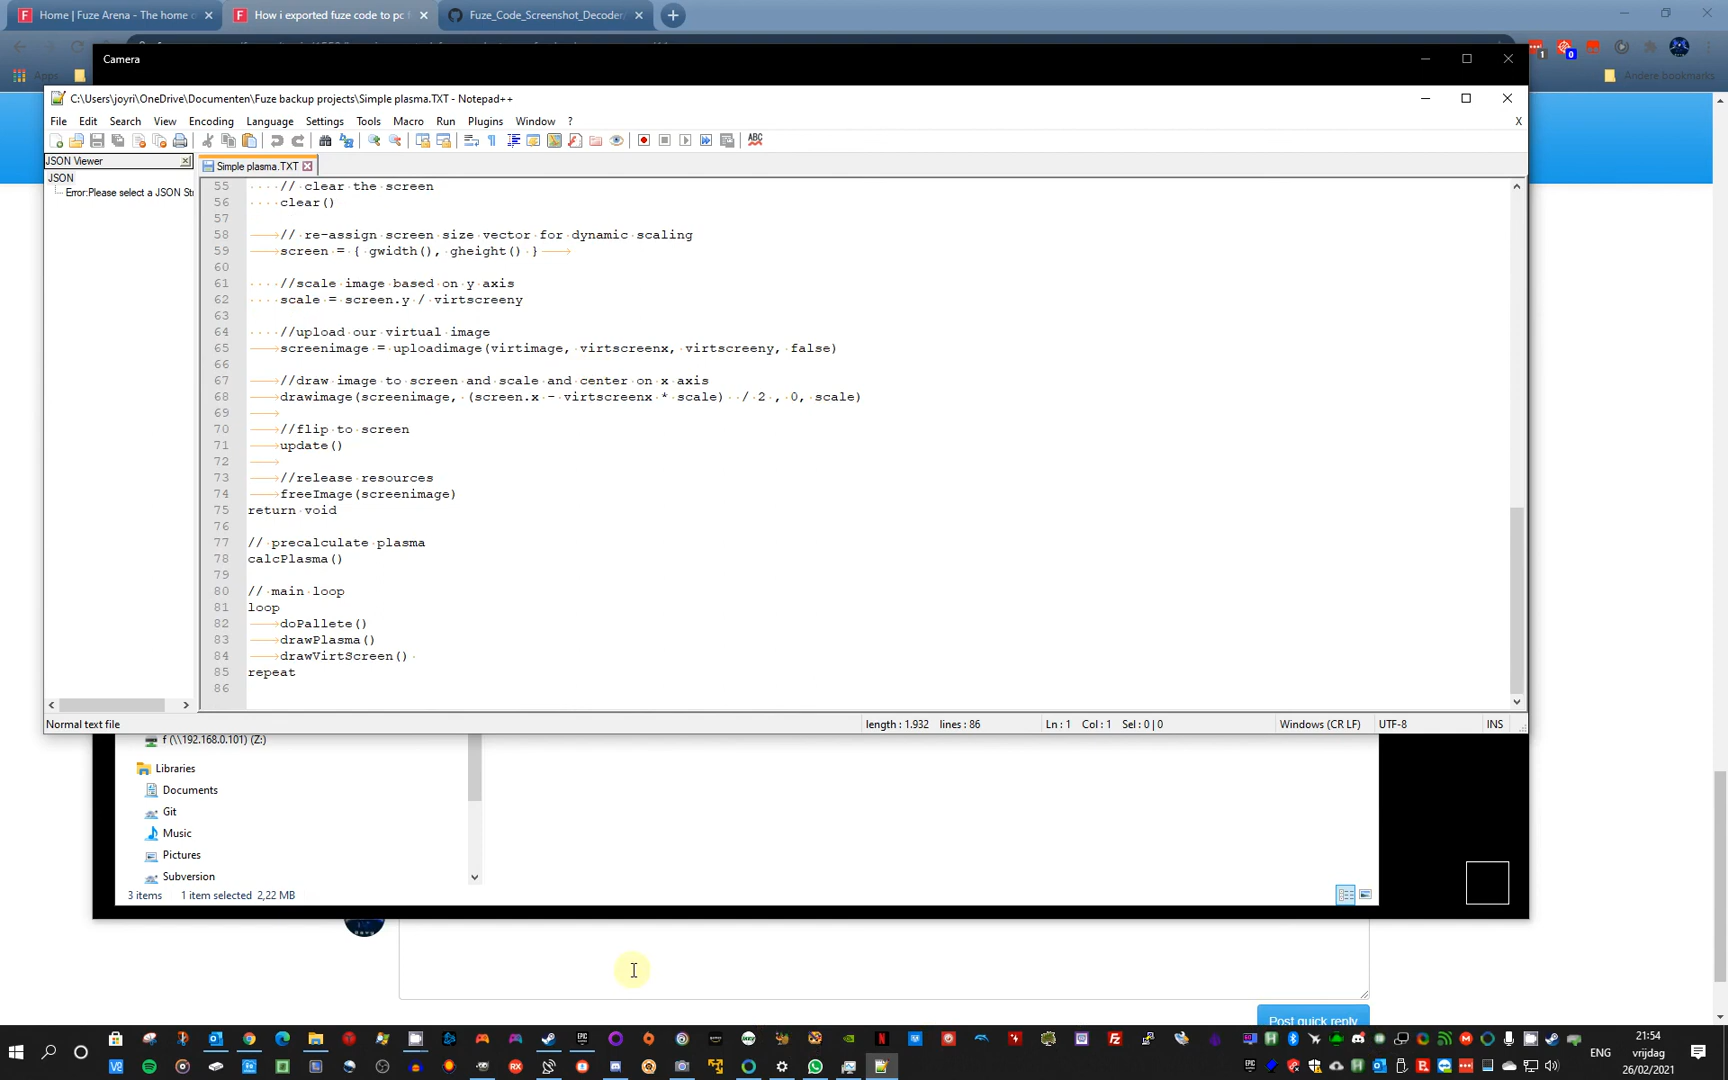 Home | Fuze Arena - The home o
How i exported fuze code to pc f
Fuze_Code_Screenshot_Decoder/
Apps
Andere bookmarks
Camera
C:\Users\joyri\OneDrive\Documenten\Fuze backup projects\Simple plasma.TXT - Notepad++
File Edit Search View Encoding Language Settings Tools Macro Run Plugins Window ?
X
JSON Viewer
Simple plasma.TXT
JSON
Error:Please select a JSON Str
55 // clear the screen
56 clear()
57
58 // re-assign screen size vector for dynamic scaling
59 screen = { gwidth(), gheight() }
60
61 //scale image based on y axis
62 scale = screen.y / virtscreeny
63
64 //upload our virtual image
65 screenimage = uploadimage(virtimage, virtscreenx, virtscreeny, false)
66
67 //draw image to screen and scale and center on x axis
68 drawimage(screenimage, (screen.x - virtscreenx * scale) / 2 , 0, scale)
69
70 //flip to screen
71 update()
72
73 //release resources
74 freeImage(screenimage)
75 return void
76
77 // precalculate plasma
78 calcPlasma()
79
80 // main loop
81 loop
82 doPallete()
83 drawPlasma()
84 drawVirtScreen()
85 repeat
86
Normal text file
length : 1.932 lines : 86
Ln : 1 Col : 1 Sel : 0 | 0
Windows (CR LF)
UTF-8
INS
f (\\192.168.0.101) (Z:)
Libraries
Documents
Git
Music
Pictures
Subversion
3 items 1 item selected 2,22 MB
Post quick reply
ENG
21:54
vrijdag
26/02/2021